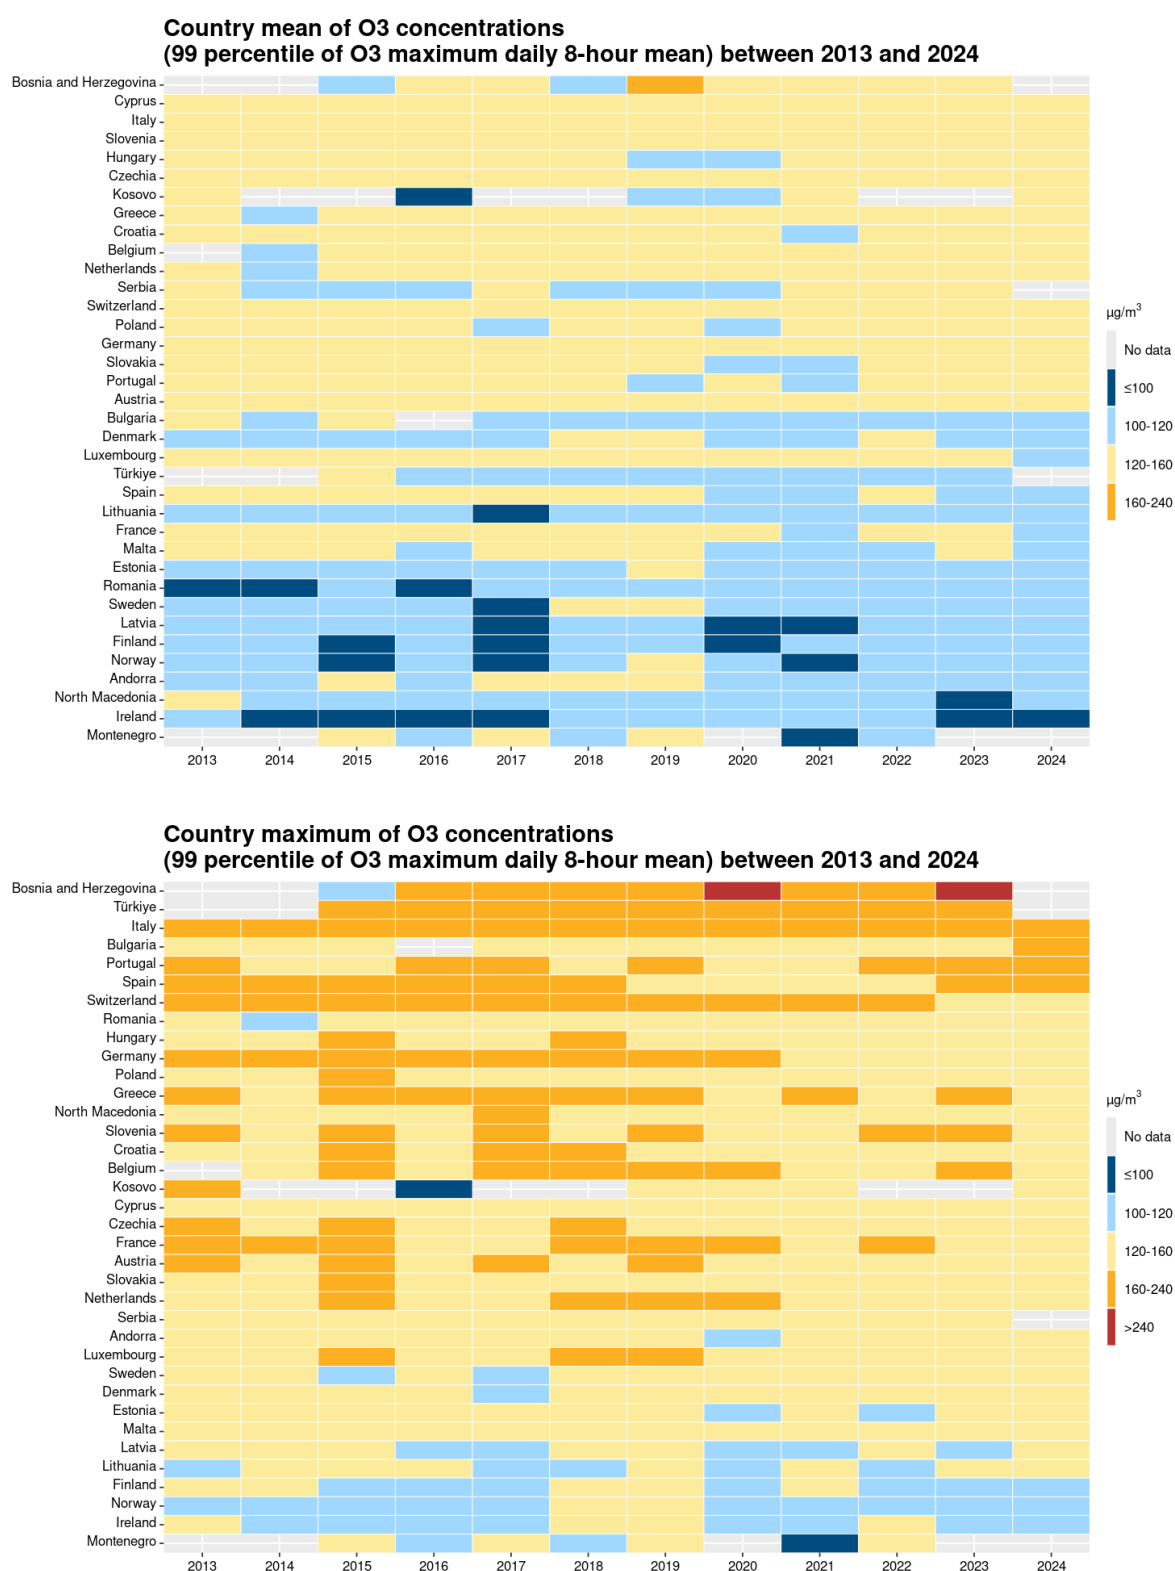 Country mean of O3 concentrations
(99 percentile of O3 maximum daily 8-hour mean) between 2013 and 2024
Bosnia and Herzegovina
Cyprus
Italy
Slovenia
Hungary
Czechia
Kosovo
Greece
Croatia
Belgium
Netherlands
Serbia
Switzerland
Poland
Germany
Slovakia
Portugal
Austria
Bulgaria
Denmark
Luxembourg
Türkiye
Spain
Lithuania
France
Malta
Estonia
Romania
Sweden
Latvia
Finland
Norway
Andorra
North Macedonia
Ireland
Montenegro
2013 2014 2015 2016 2017 2018 2019 2020 2021 2022 2023 2024
µg/m³
No data
≤100
100-120
120-160
160-240
Country maximum of O3 concentrations
(99 percentile of O3 maximum daily 8-hour mean) between 2013 and 2024
Bosnia and Herzegovina
Türkiye
Italy
Bulgaria
Portugal
Spain
Switzerland
Romania
Hungary
Germany
Poland
Greece
North Macedonia
Slovenia
Croatia
Belgium
Kosovo
Cyprus
Czechia
France
Austria
Slovakia
Netherlands
Serbia
Andorra
Luxembourg
Sweden
Denmark
Estonia
Malta
Latvia
Lithuania
Finland
Norway
Ireland
Montenegro
2013 2014 2015 2016 2017 2018 2019 2020 2021 2022 2023 2024
µg/m³
No data
≤100
100-120
120-160
160-240
>240